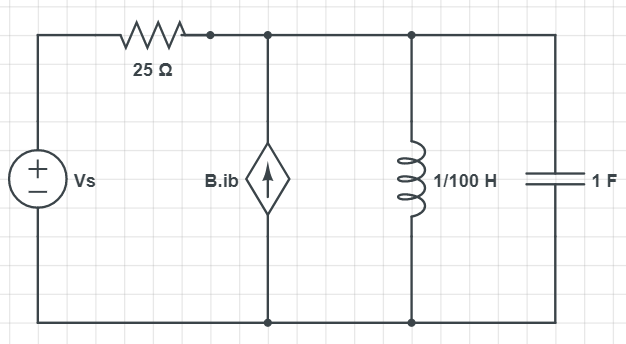 25 Ω
Vs
B.ib
1/100 H
1 F